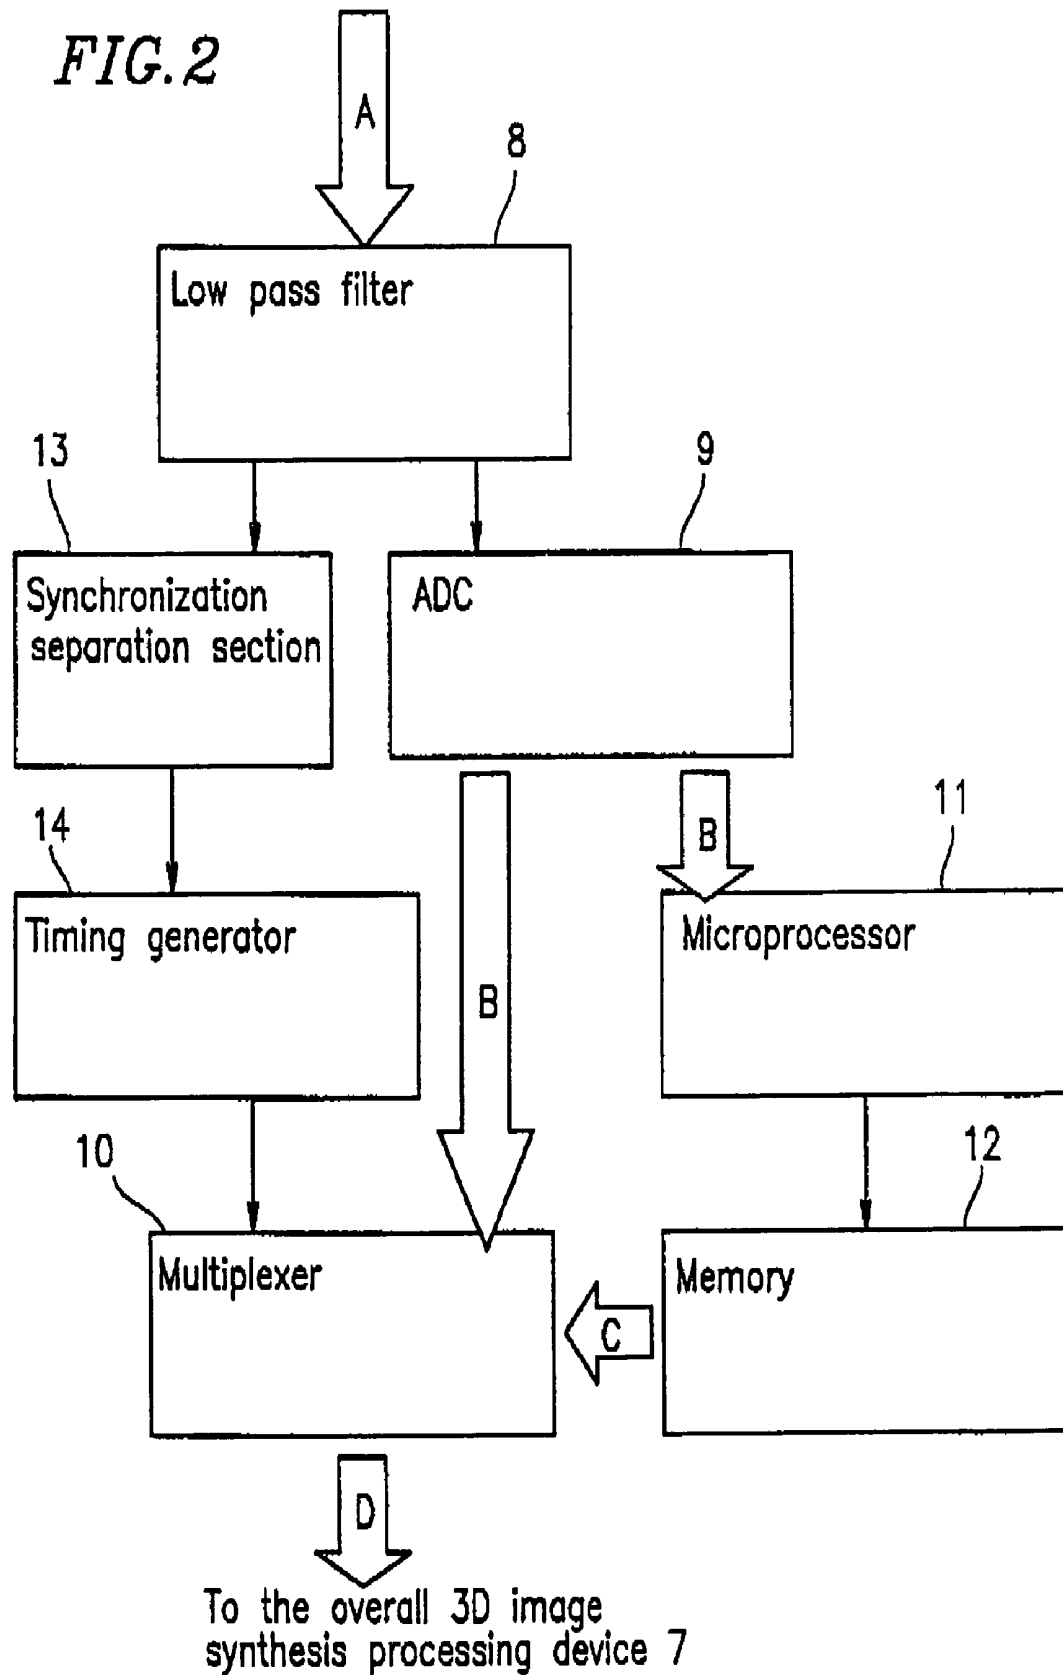 FIG.2
A
8
Low pass filter
13
9
Synchronization
separation section
ADC
14
B
11
Timing generator
B
Microprocessor
10
12
Multiplexer
C
Memory
D
To the overall 3D image
synthesis processing device 7